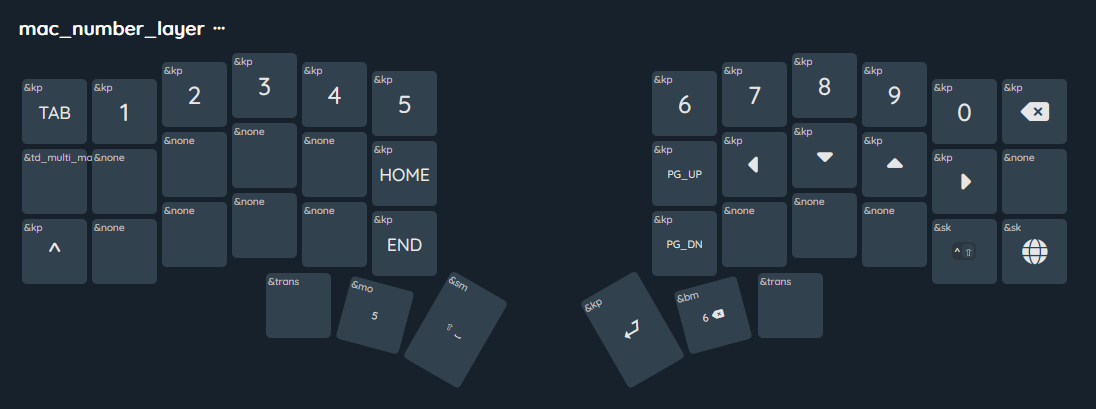 mac_number_layer ···
&kp TAB &kp 1 &kp 2 &kp 3 &kp 4 &kp 5 &kp 6 &kp 7 &kp 8 &kp 9 &kp 0 &kp
&td_multi_mo &none &none &none &none &kp HOME &kp PG_UP &kp &kp &kp &kp &none
&kp ^ &none &none &none &none &kp END &kp PG_DN &none &none &none &sk ^ ⇧ &sk
&trans &mo 5 &sm ⇧ ⎵ &kp &bm 6 &trans